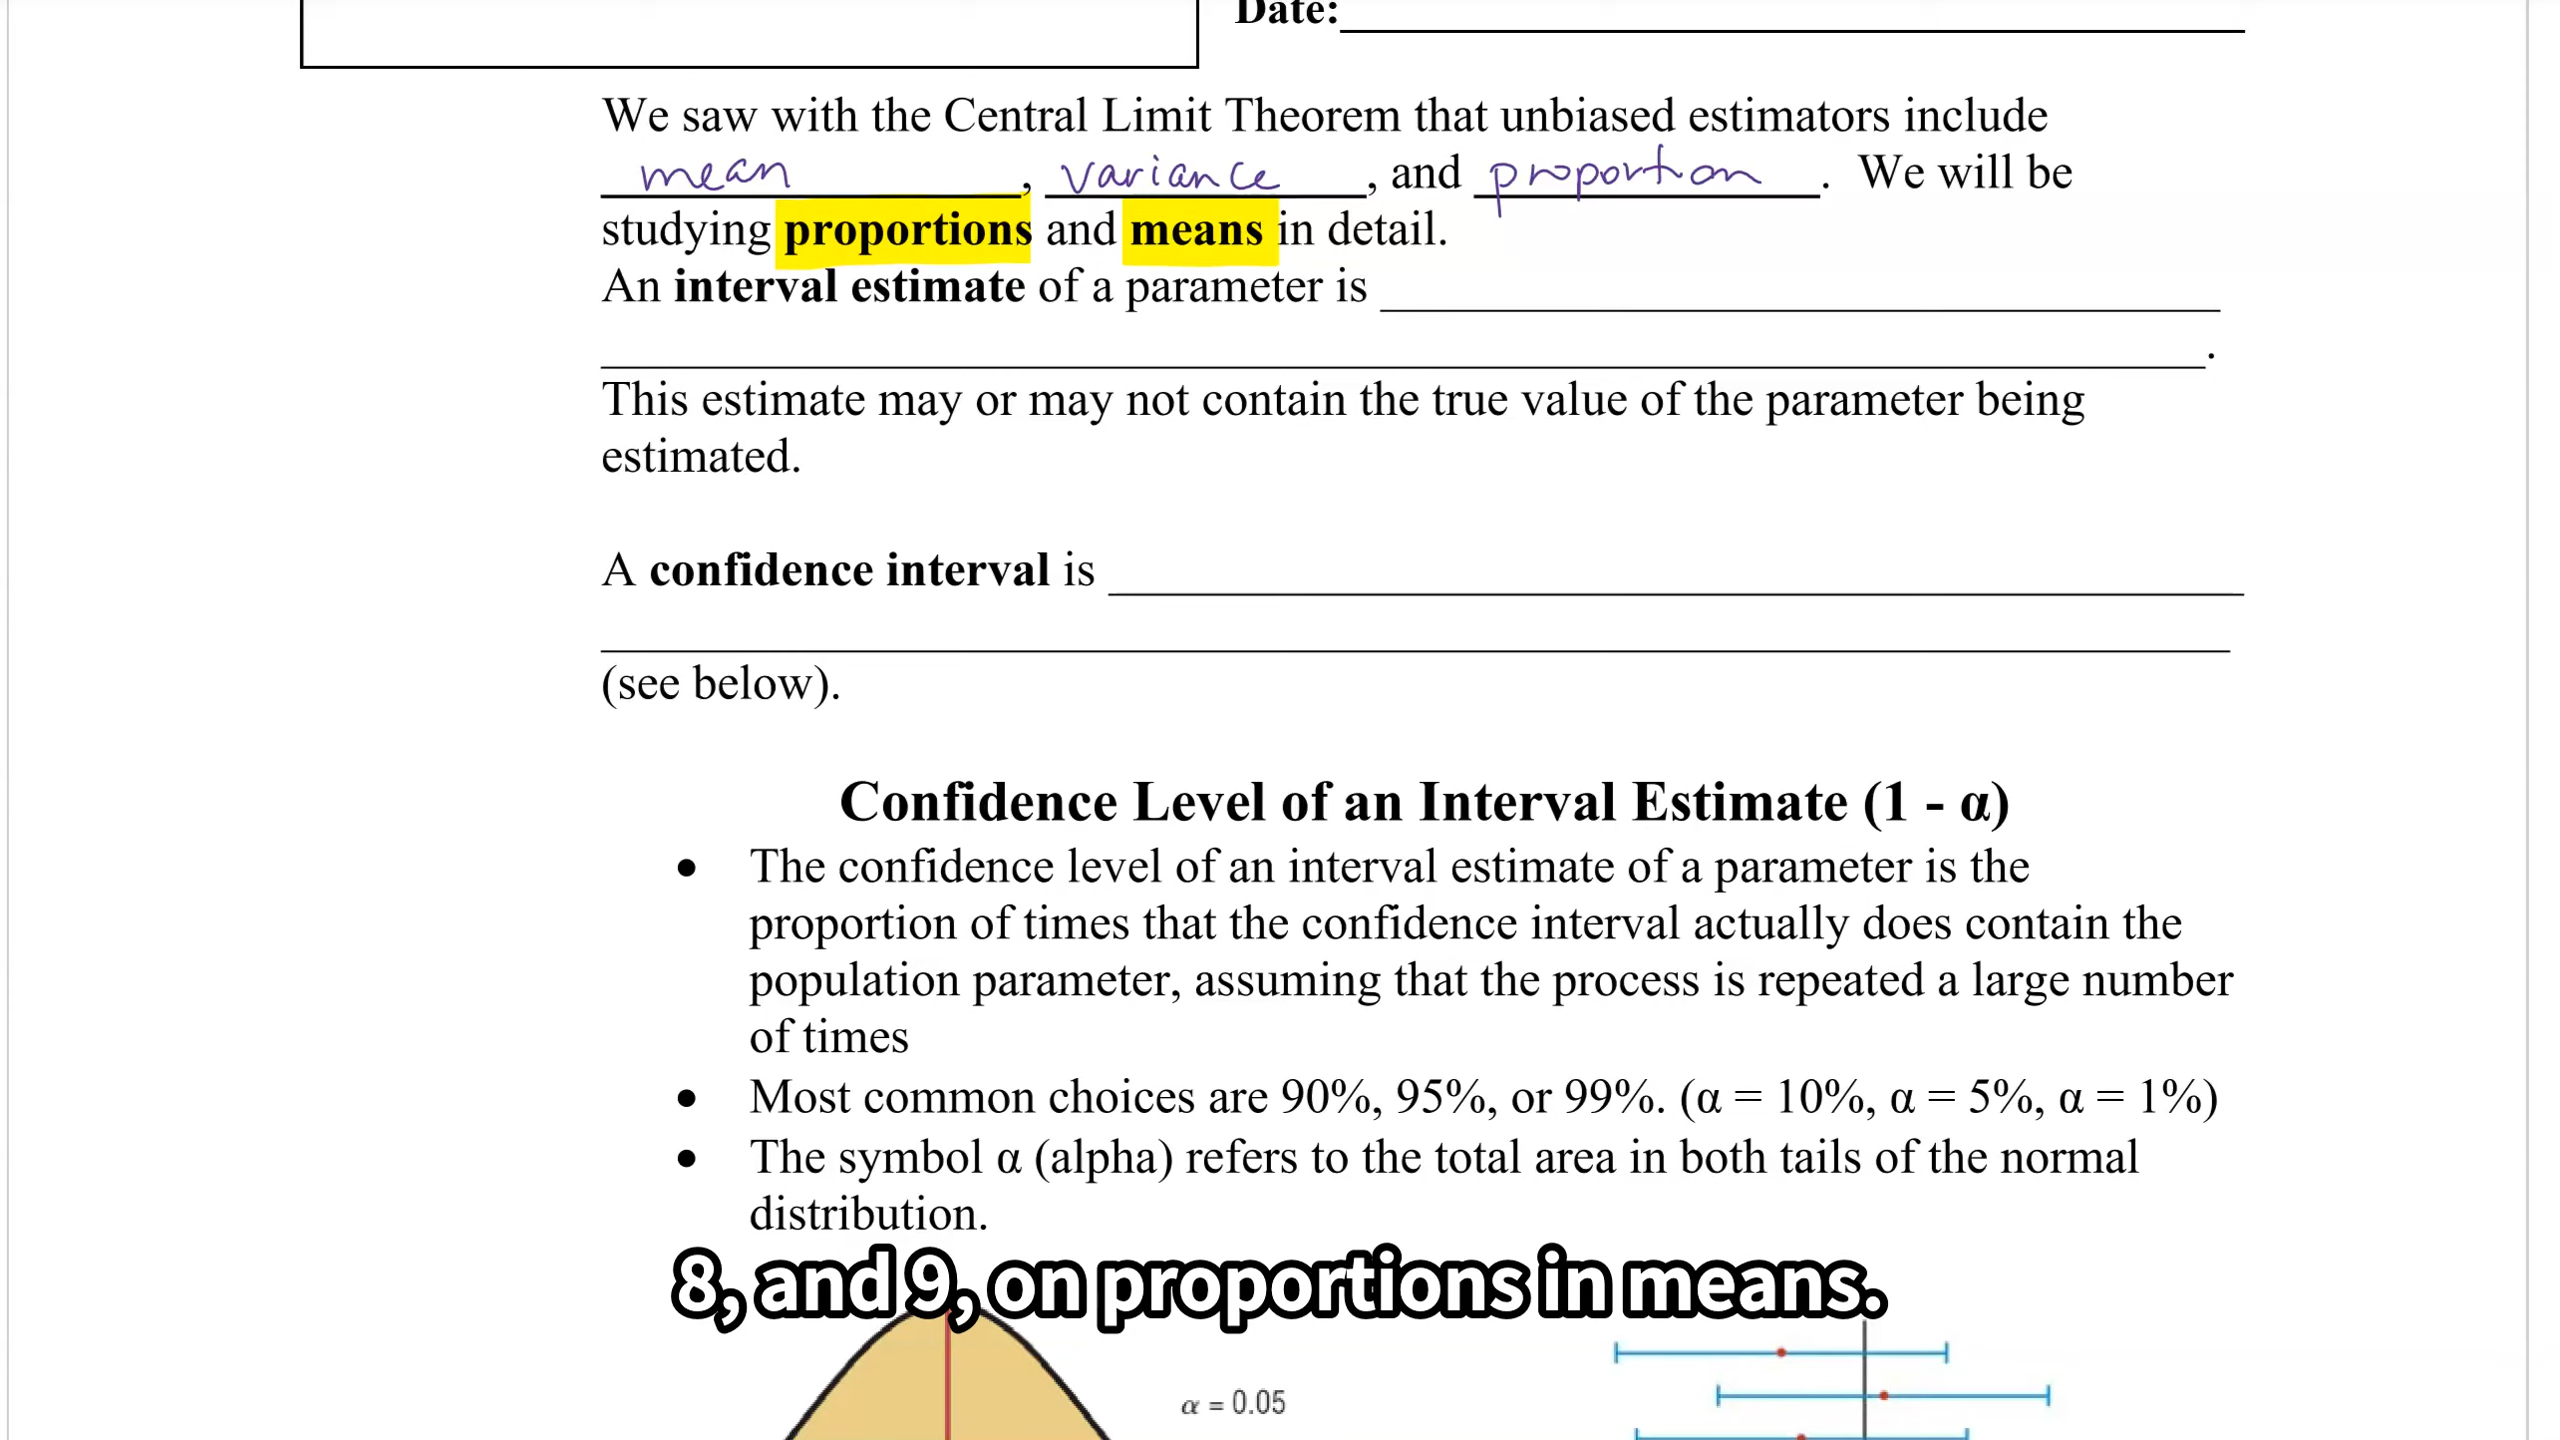 Date:
We saw with the Central Limit Theorem that unbiased estimators include
mean, variance, and proportion. We will be
studying proportions and means in detail.
An interval estimate of a parameter is
.
This estimate may or may not contain the true value of the parameter being
estimated.
A confidence interval is
(see below).
Confidence Level of an Interval Estimate (1 - α)
• The confidence level of an interval estimate of a parameter is the
proportion of times that the confidence interval actually does contain the
population parameter, assuming that the process is repeated a large number
of times
• Most common choices are 90%, 95%, or 99%. (α = 10%, α = 5%, α = 1%)
• The symbol α (alpha) refers to the total area in both tails of the normal
distribution.
8, and 9, on proportions in means.
α = 0.05